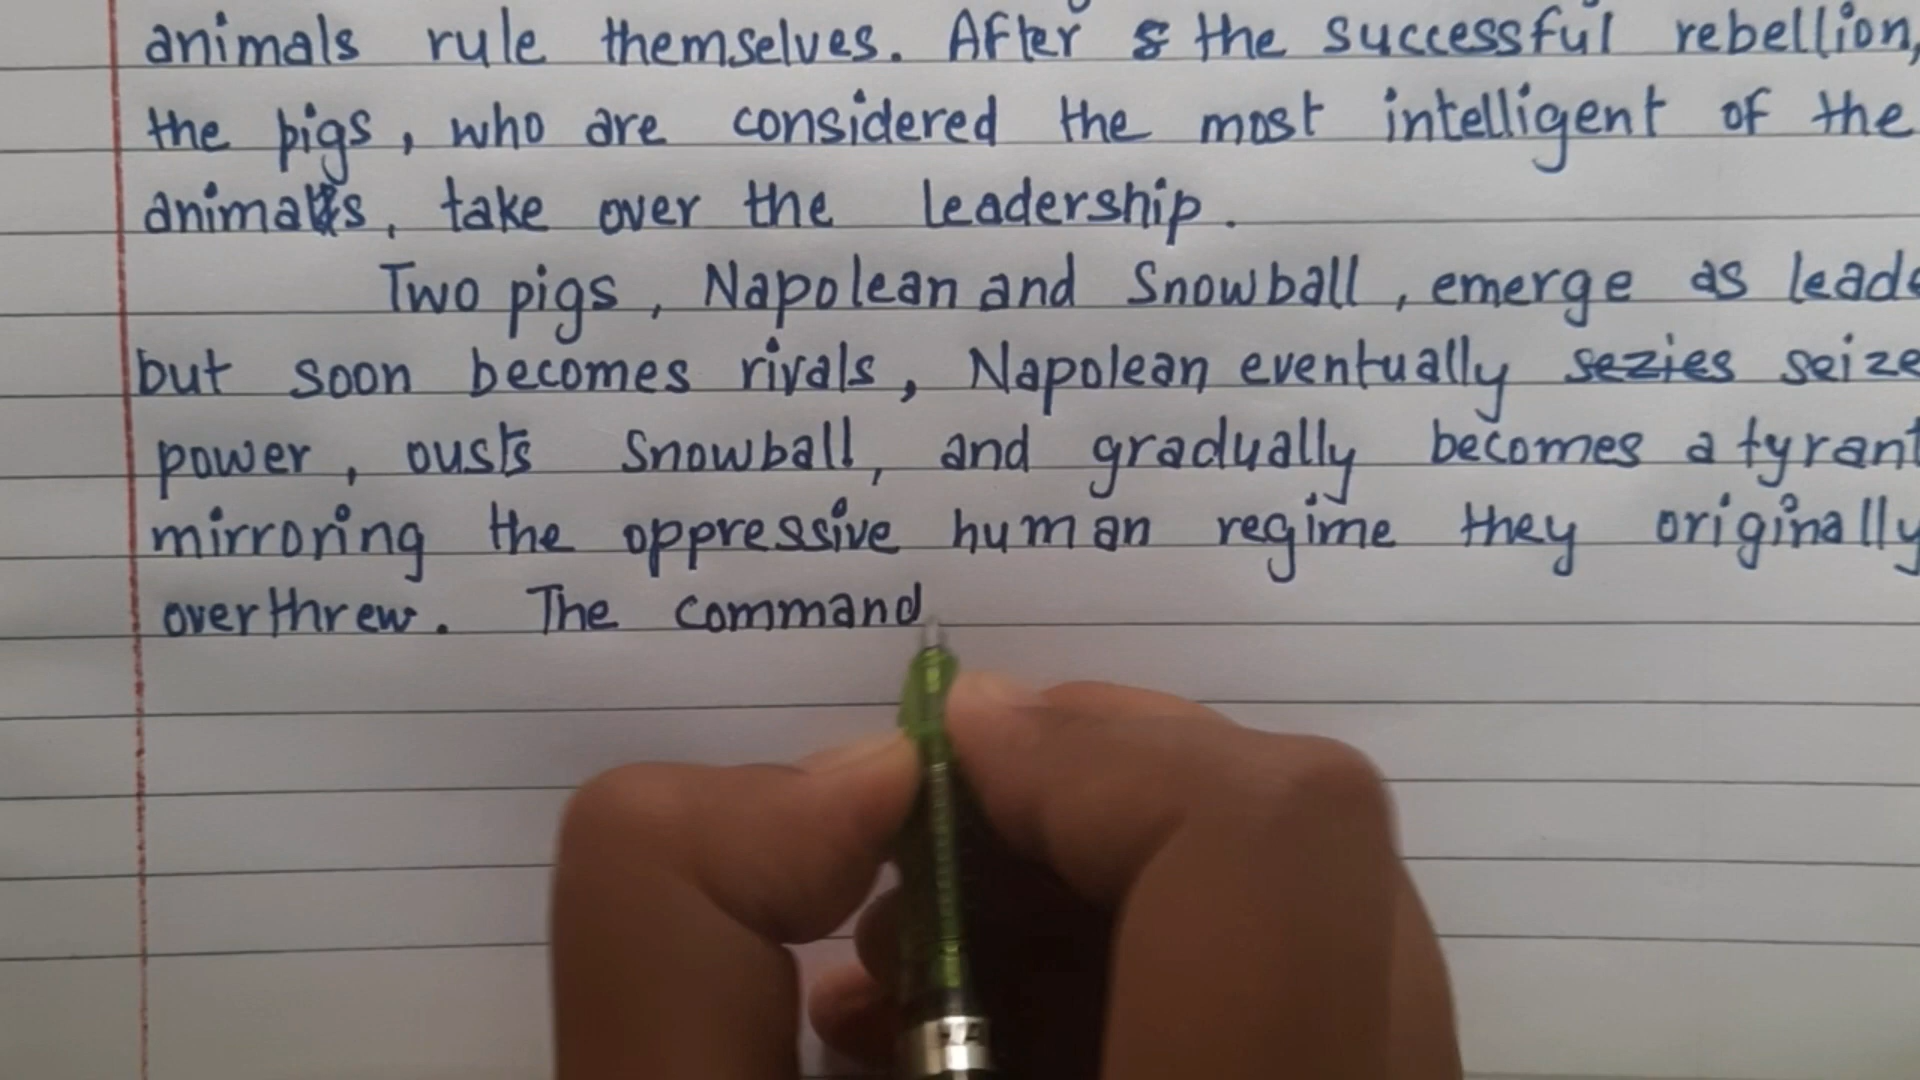 animals rule themselves. After the successful rebellion,
the pigs, who are considered the most intelligent of the
animals, take over the leadership.
Two pigs, Napolean and Snowball, emerge as lead
but soon becomes rivals, Napolean eventually sezies seize
power, ousts Snowball, and gradually becomes a tyrant
mirroring the oppressive human regime they originally
overthrew. The command